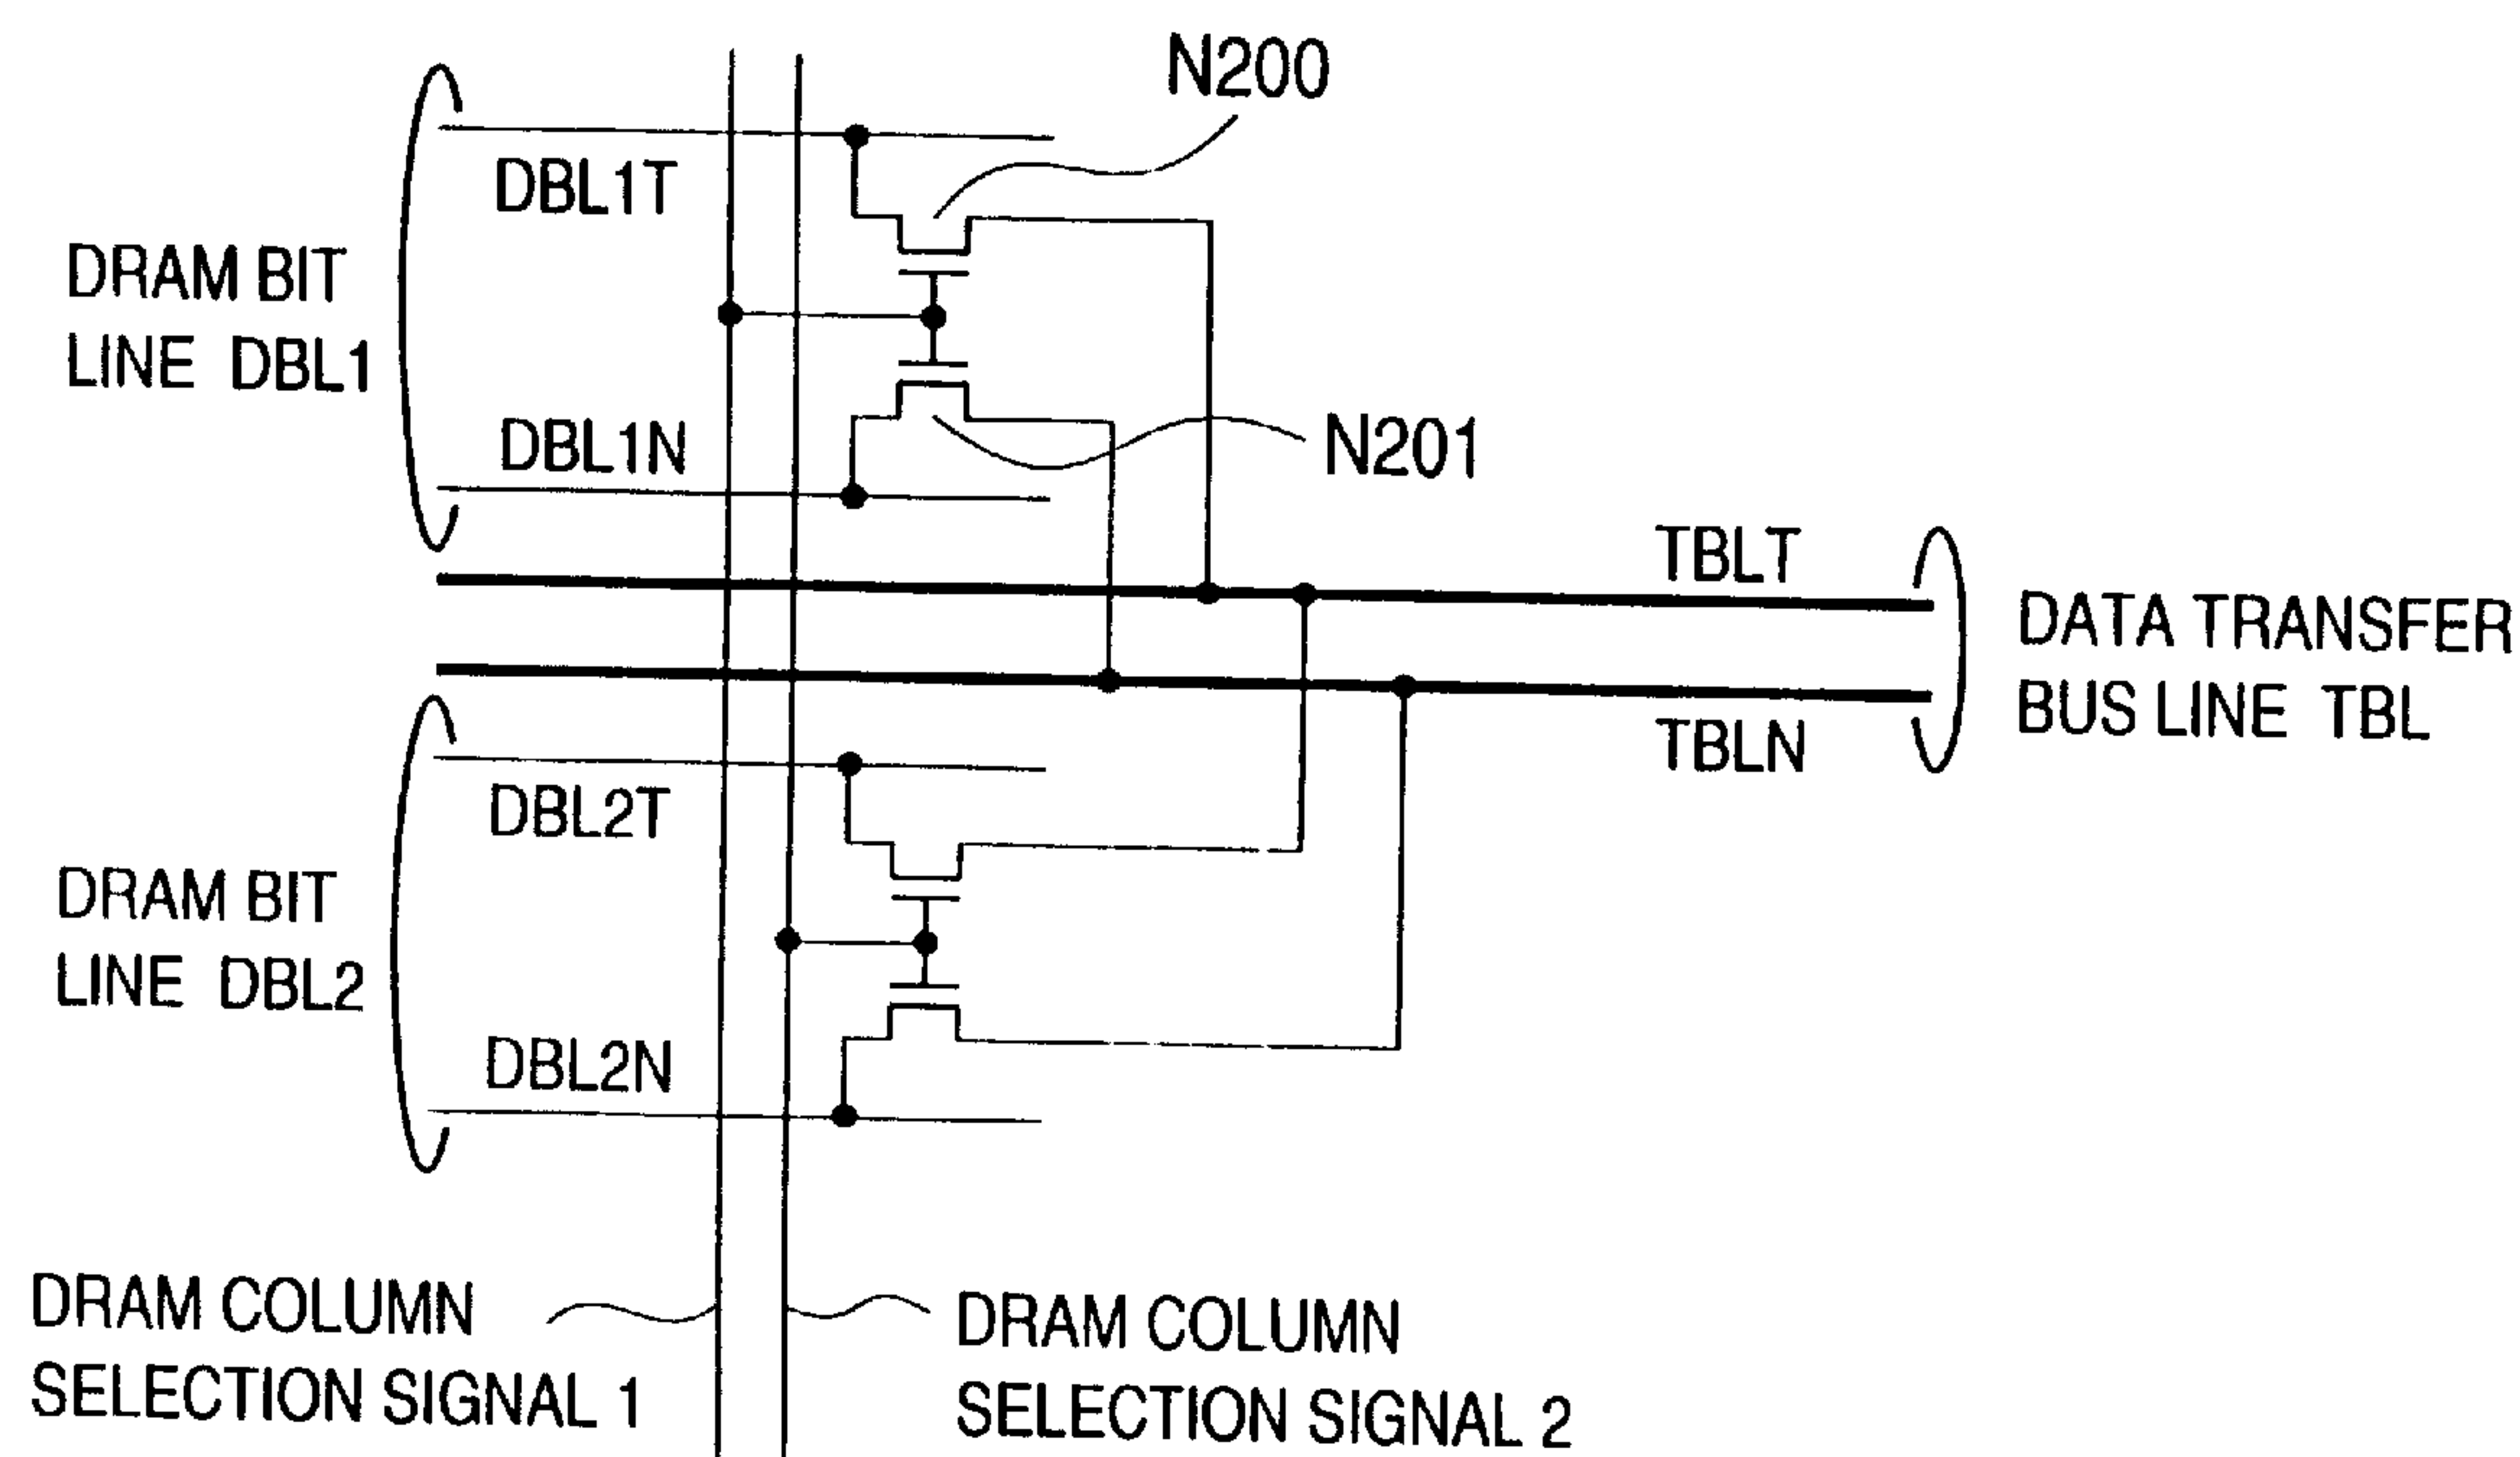 N200
DBL1T
DRAM BIT
LINE DBL1
DBL1N
N201
TBLT
DATA TRANSFER
BUS LINE TBL
TBLN
DBL2T
DRAM BIT
LINE DBL2
DBL2N
DRAM COLUMN
SELECTION SIGNAL 1
DRAM COLUMN
SELECTION SIGNAL 2